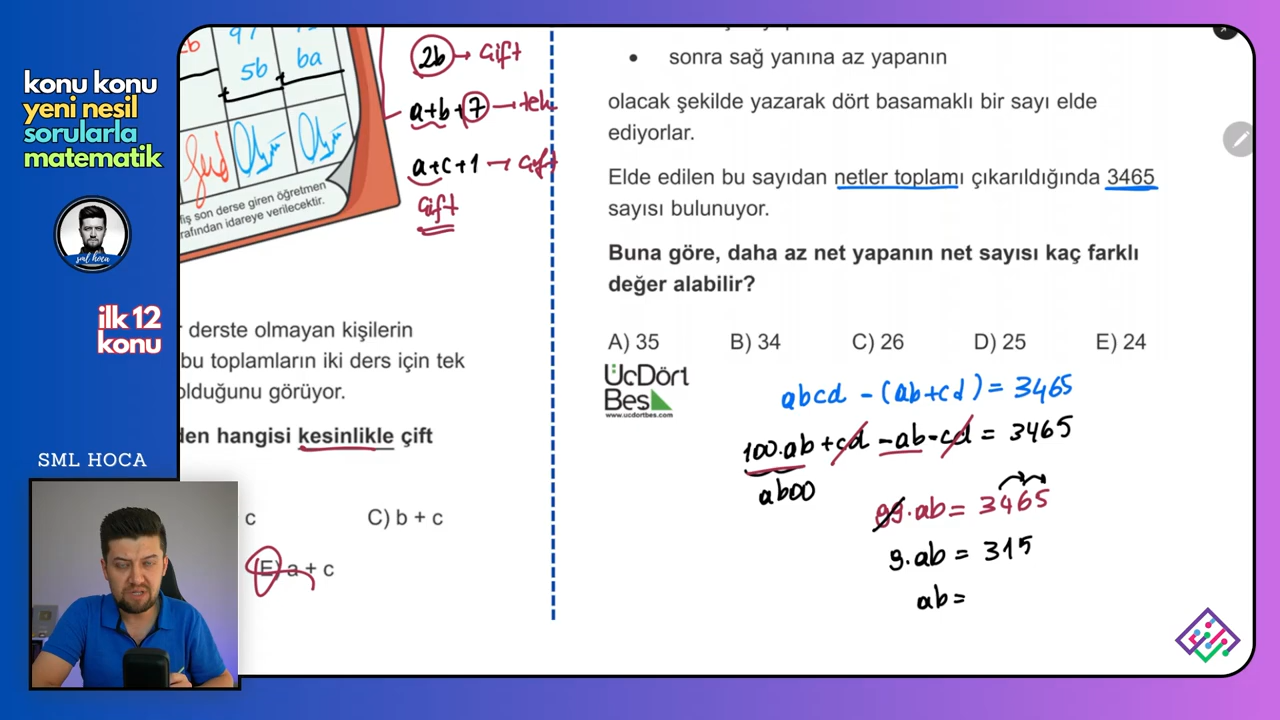 konu konu
yeni nesil
sorularla
matematik
sml hoca
ilk 12
konu
SML HOCA
5b
ba
2b → Çift
a+b+7 → tek
a+c+1 → Çift
Çift
iş son derse giren öğretmen
rafından idareye verilecektir.
r derste olmayan kişilerin
bu toplamların iki ders için tek
olduğunu görüyor.
den hangisi kesinlikle çift
c
C) b + c
E) a + c
• sonra sağ yanına az yapanın
olacak şekilde yazarak dört basamaklı bir sayı elde
ediyorlar.
Elde edilen bu sayıdan netler toplamı çıkarıldığında 3465
sayısı bulunuyor.
Buna göre, daha az net yapanın net sayısı kaç farklı
değer alabilir?
A) 35 B) 34 C) 26 D) 25 E) 24
ÜçDört
Beş
www.ucdortbes.com
abcd - (ab+cd) = 3465
100.ab + cd - ab - cd = 3465
ab00
99.ab = 3465
9.ab = 315
ab =